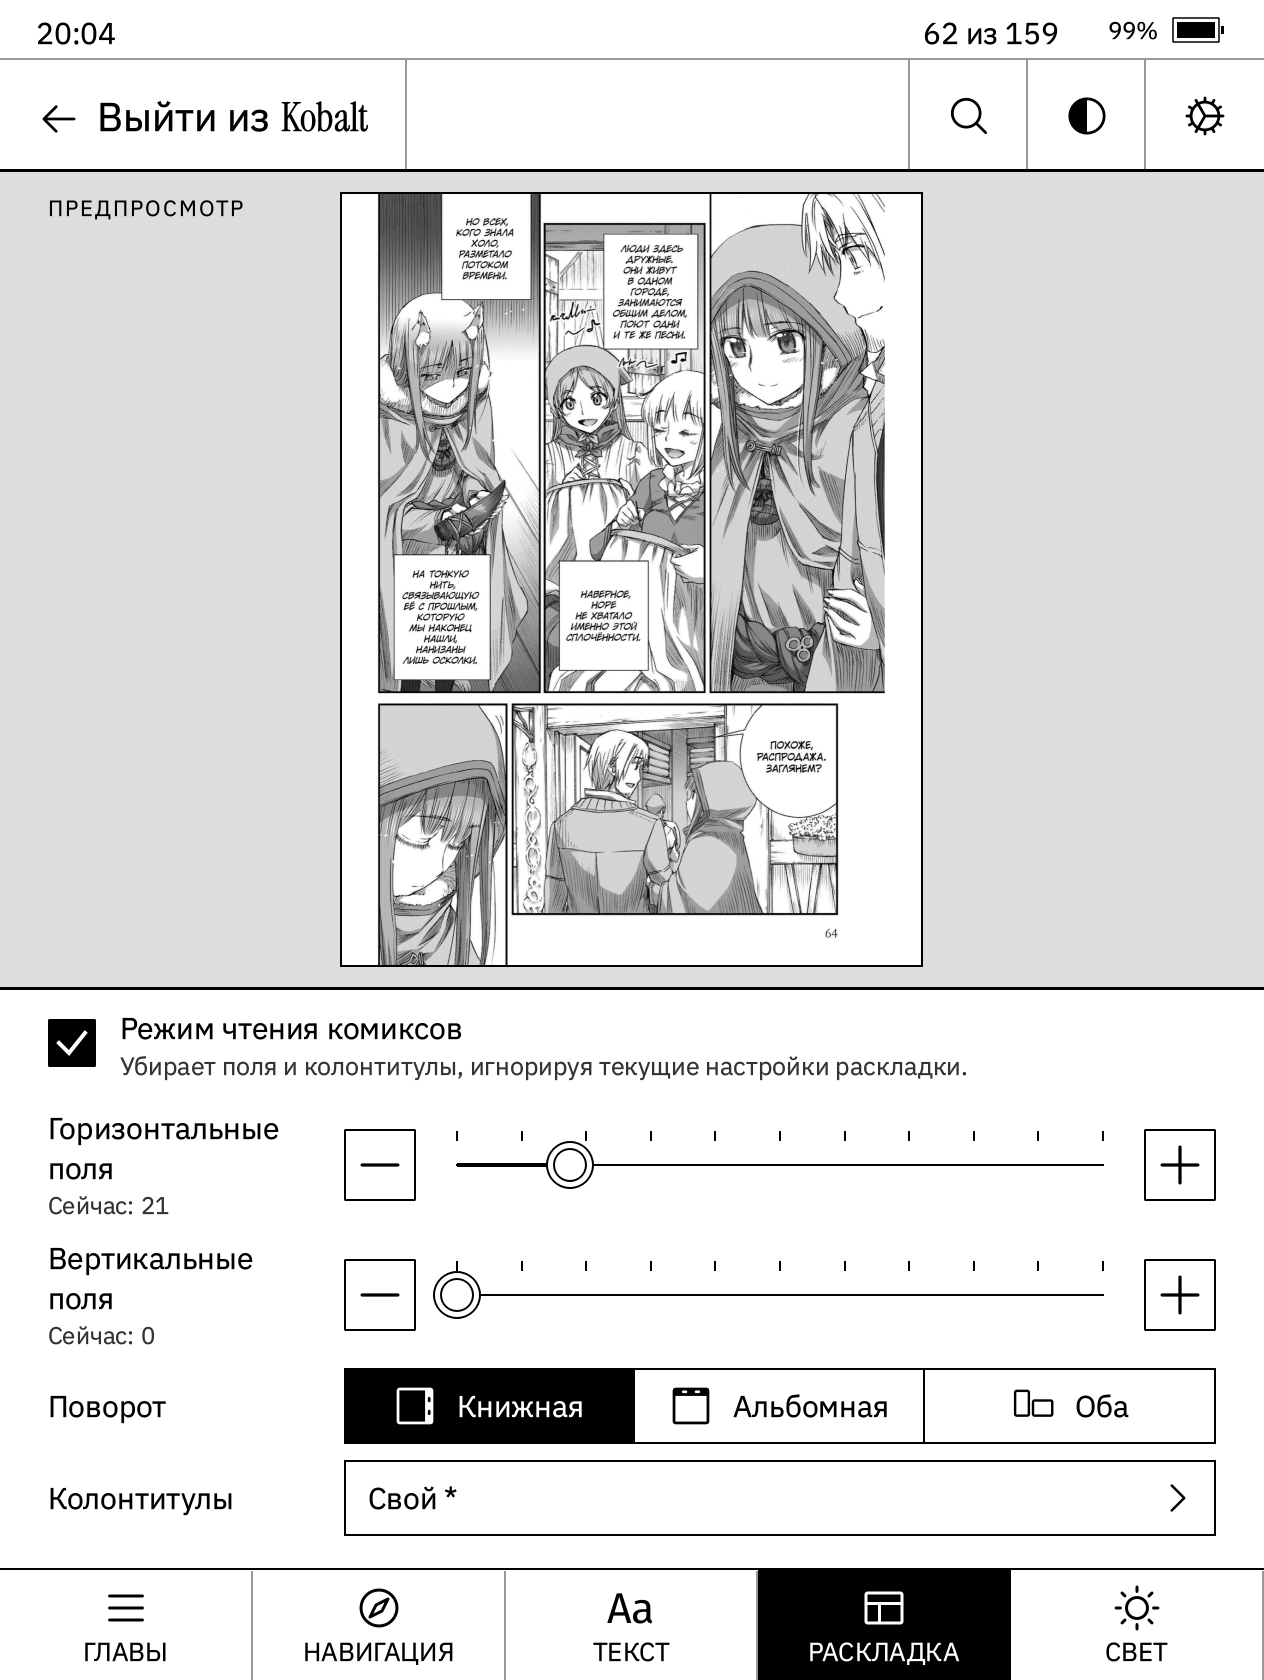 20:04
62 из 159
99%
Выйти из Kobalt
ПРЕДПРОСМОТР
НО ВСЕХ,
КОГО ЗНАЛА
ХОЛО,
РАЗМЕТАЛО
ПОТОКОМ
ВРЕМЕНИ.
ЛЮДИ ЗДЕСЬ
ДРУЖНЫЕ.
ОНИ ЖИВУТ
В ОДНОМ
ГОРОДЕ,
ЗАНИМАЮТСЯ
ОБЩИМ ДЕЛОМ,
ПОЮТ ОДНИ
И ТЕ ЖЕ ПЕСНИ.
НА ТОНКУЮ
НИТЬ,
СВЯЗЫВАЮЩУЮ
ЕЁ С ПРОШЛЫМ,
КОТОРУЮ
МЫ НАКОНЕЦ
НАШЛИ,
НАНИЗАНЫ
ЛИШЬ ОСКОЛКИ.
НАВЕРНОЕ,
НОРЕ
НЕ ХВАТАЛО
ИМЕННО ЭТОЙ
СПЛОЧЁННОСТИ.
ПОХОЖЕ,
РАСПРОДАЖА.
ЗАГЛЯНЕМ?
64
Режим чтения комиксов
Убирает поля и колонтитулы, игнорируя текущие настройки раскладки.
Горизонтальные
поля
Сейчас: 21
Вертикальные
поля
Сейчас: 0
Поворот
Книжная
Альбомная
Оба
Колонтитулы
Свой *
ГЛАВЫ
НАВИГАЦИЯ
Aa
ТЕКСТ
РАСКЛАДКА
СВЕТ